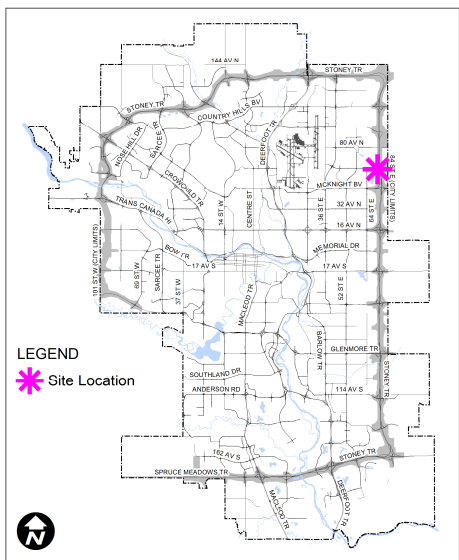 144 AV N
STONEY TR
STONEY TR
COUNTRY HILLS BV
NOSE HILL DR
SARCEE TR
DEERFOOT TR
80 AV N
CROWCHILD TR
MCKNIGHT BV
84 ST E (CITY LIMITS)
TRANS CANADA HI
14 ST W
CENTRE ST
36 ST E
32 AV N
64 ST E
16 AV N
101 ST W (CITY LIMITS)
BOW TR
MEMORIAL DR
17 AV S
17 AV S
69 ST W
SARCEE TR
37 ST W
52 ST E
MACLEOD TR
BARLOW TR
GLENMORE TR
LEGEND
Site Location
SOUTHLAND DR
ANDERSON RD
114 AV S
STONEY TR
162 AV S
STONEY TR
SPRUCE MEADOWS TR
MACLEOD TR
DEERFOOT TR
N